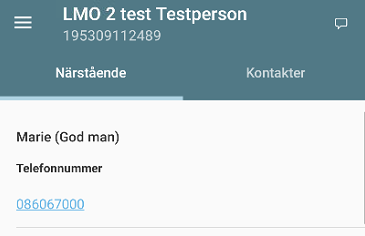 LMO 2 test Testperson
195309112489
Närstående Kontakter
Marie (God man)
Telefonnummer
086067000